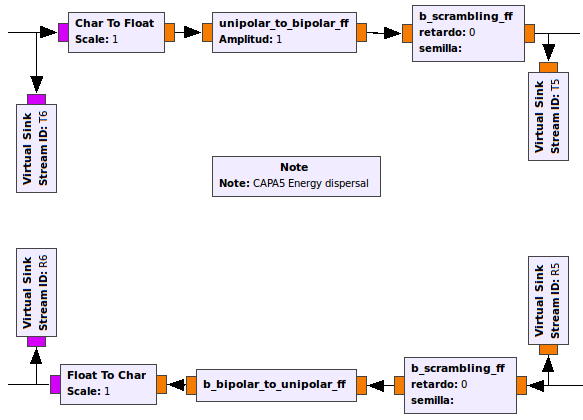 Char To Float
Scale: 1
unipolar_to_bipolar_ff
Amplitud: 1
b_scrambling_ff
retardo: 0
semilla:
Virtual Sink
Stream ID: T6
Virtual Sink
Stream ID: T5
Note
Note: CAPA5 Energy dispersal
Virtual Sink
Stream ID: R6
Virtual Sink
Stream ID: R5
Float To Char
Scale: 1
b_bipolar_to_unipolar_ff
b_scrambling_ff
retardo: 0
semilla: